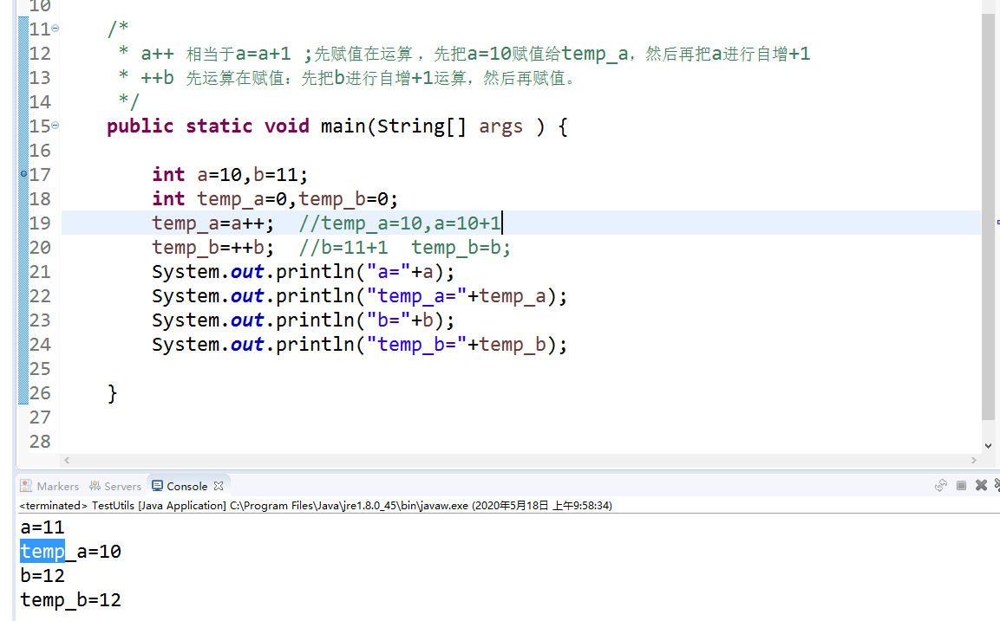 10
11 /*
12 * a++ 相当于a=a+1 ;先赋值在运算 ，先把a=10赋值给temp_a，然后再把a进行自增+1
13 * ++b 先运算在赋值：先把b进行自增+1运算，然后再赋值。
14 */
15 public static void main(String[] args ) {
16
17 int a=10,b=11;
18 int temp_a=0,temp_b=0;
19 temp_a=a++; //temp_a=10,a=10+1
20 temp_b=++b; //b=11+1 temp_b=b;
21 System.out.println("a="+a);
22 System.out.println("temp_a="+temp_a);
23 System.out.println("b="+b);
24 System.out.println("temp_b="+temp_b);
25
26 }
27
28
Markers Servers Console
<terminated> TestUtils [Java Application] C:\Program Files\Java\jre1.8.0_45\bin\javaw.exe (2020年5月18日 上午9:58:34)
a=11
temp_a=10
b=12
temp_b=12